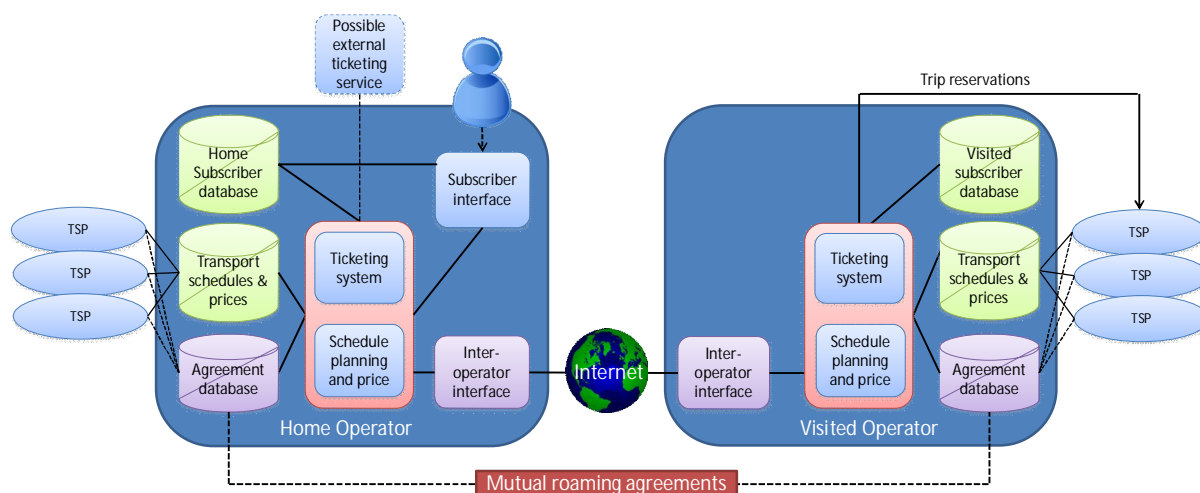 Possible
external
ticketing
service
Trip reservations
Home
Subscriber
database
Subscriber
interface
Visited
subscriber
database
TSP
TSP
TSP
Transport
schedules &
prices
Ticketing
system
Ticketing
system
Transport
schedules &
prices
TSP
TSP
TSP
Agreement
database
Schedule
planning
and price
Inter-
operator
interface
Internet
Inter-
operator
interface
Schedule
planning
and price
Agreement
database
Home Operator
Visited Operator
Mutual roaming agreements